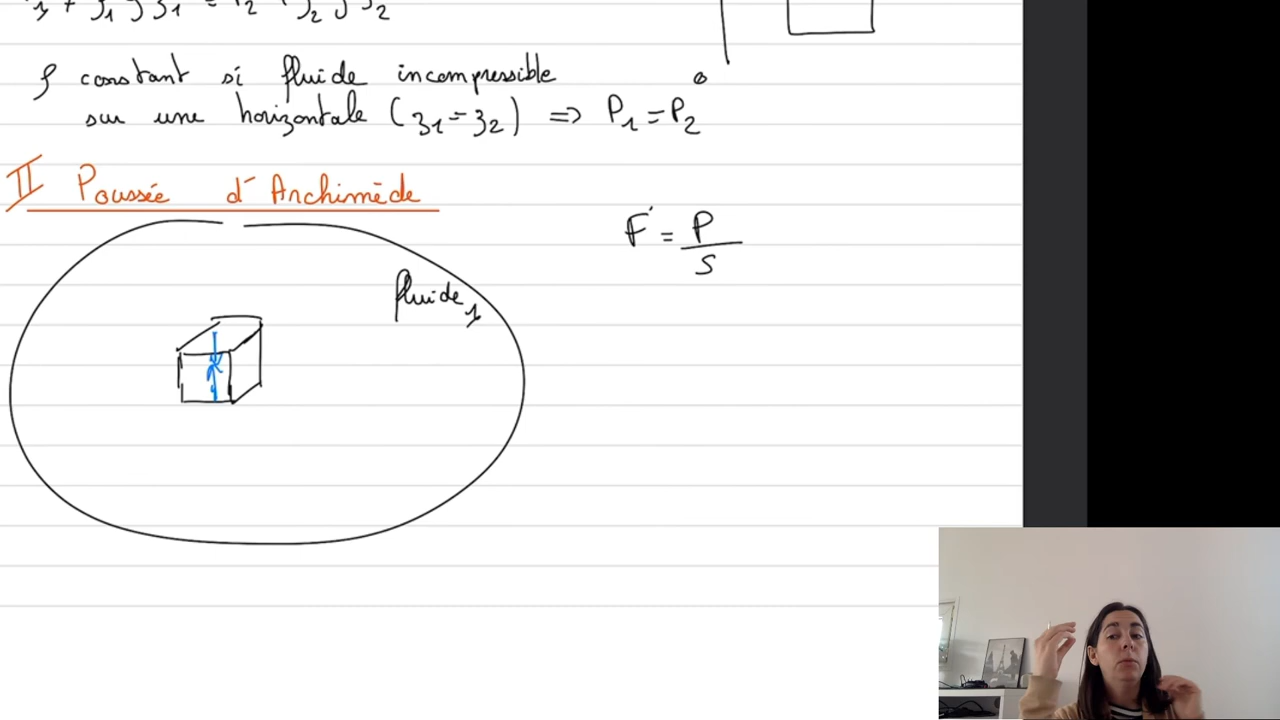 ρ constant si fluide incompressible
sur une horizontale (z₁ = z₂) ⇒ P₁ = P₂
II Poussée d'Archimède
F = P/S
fluide 1